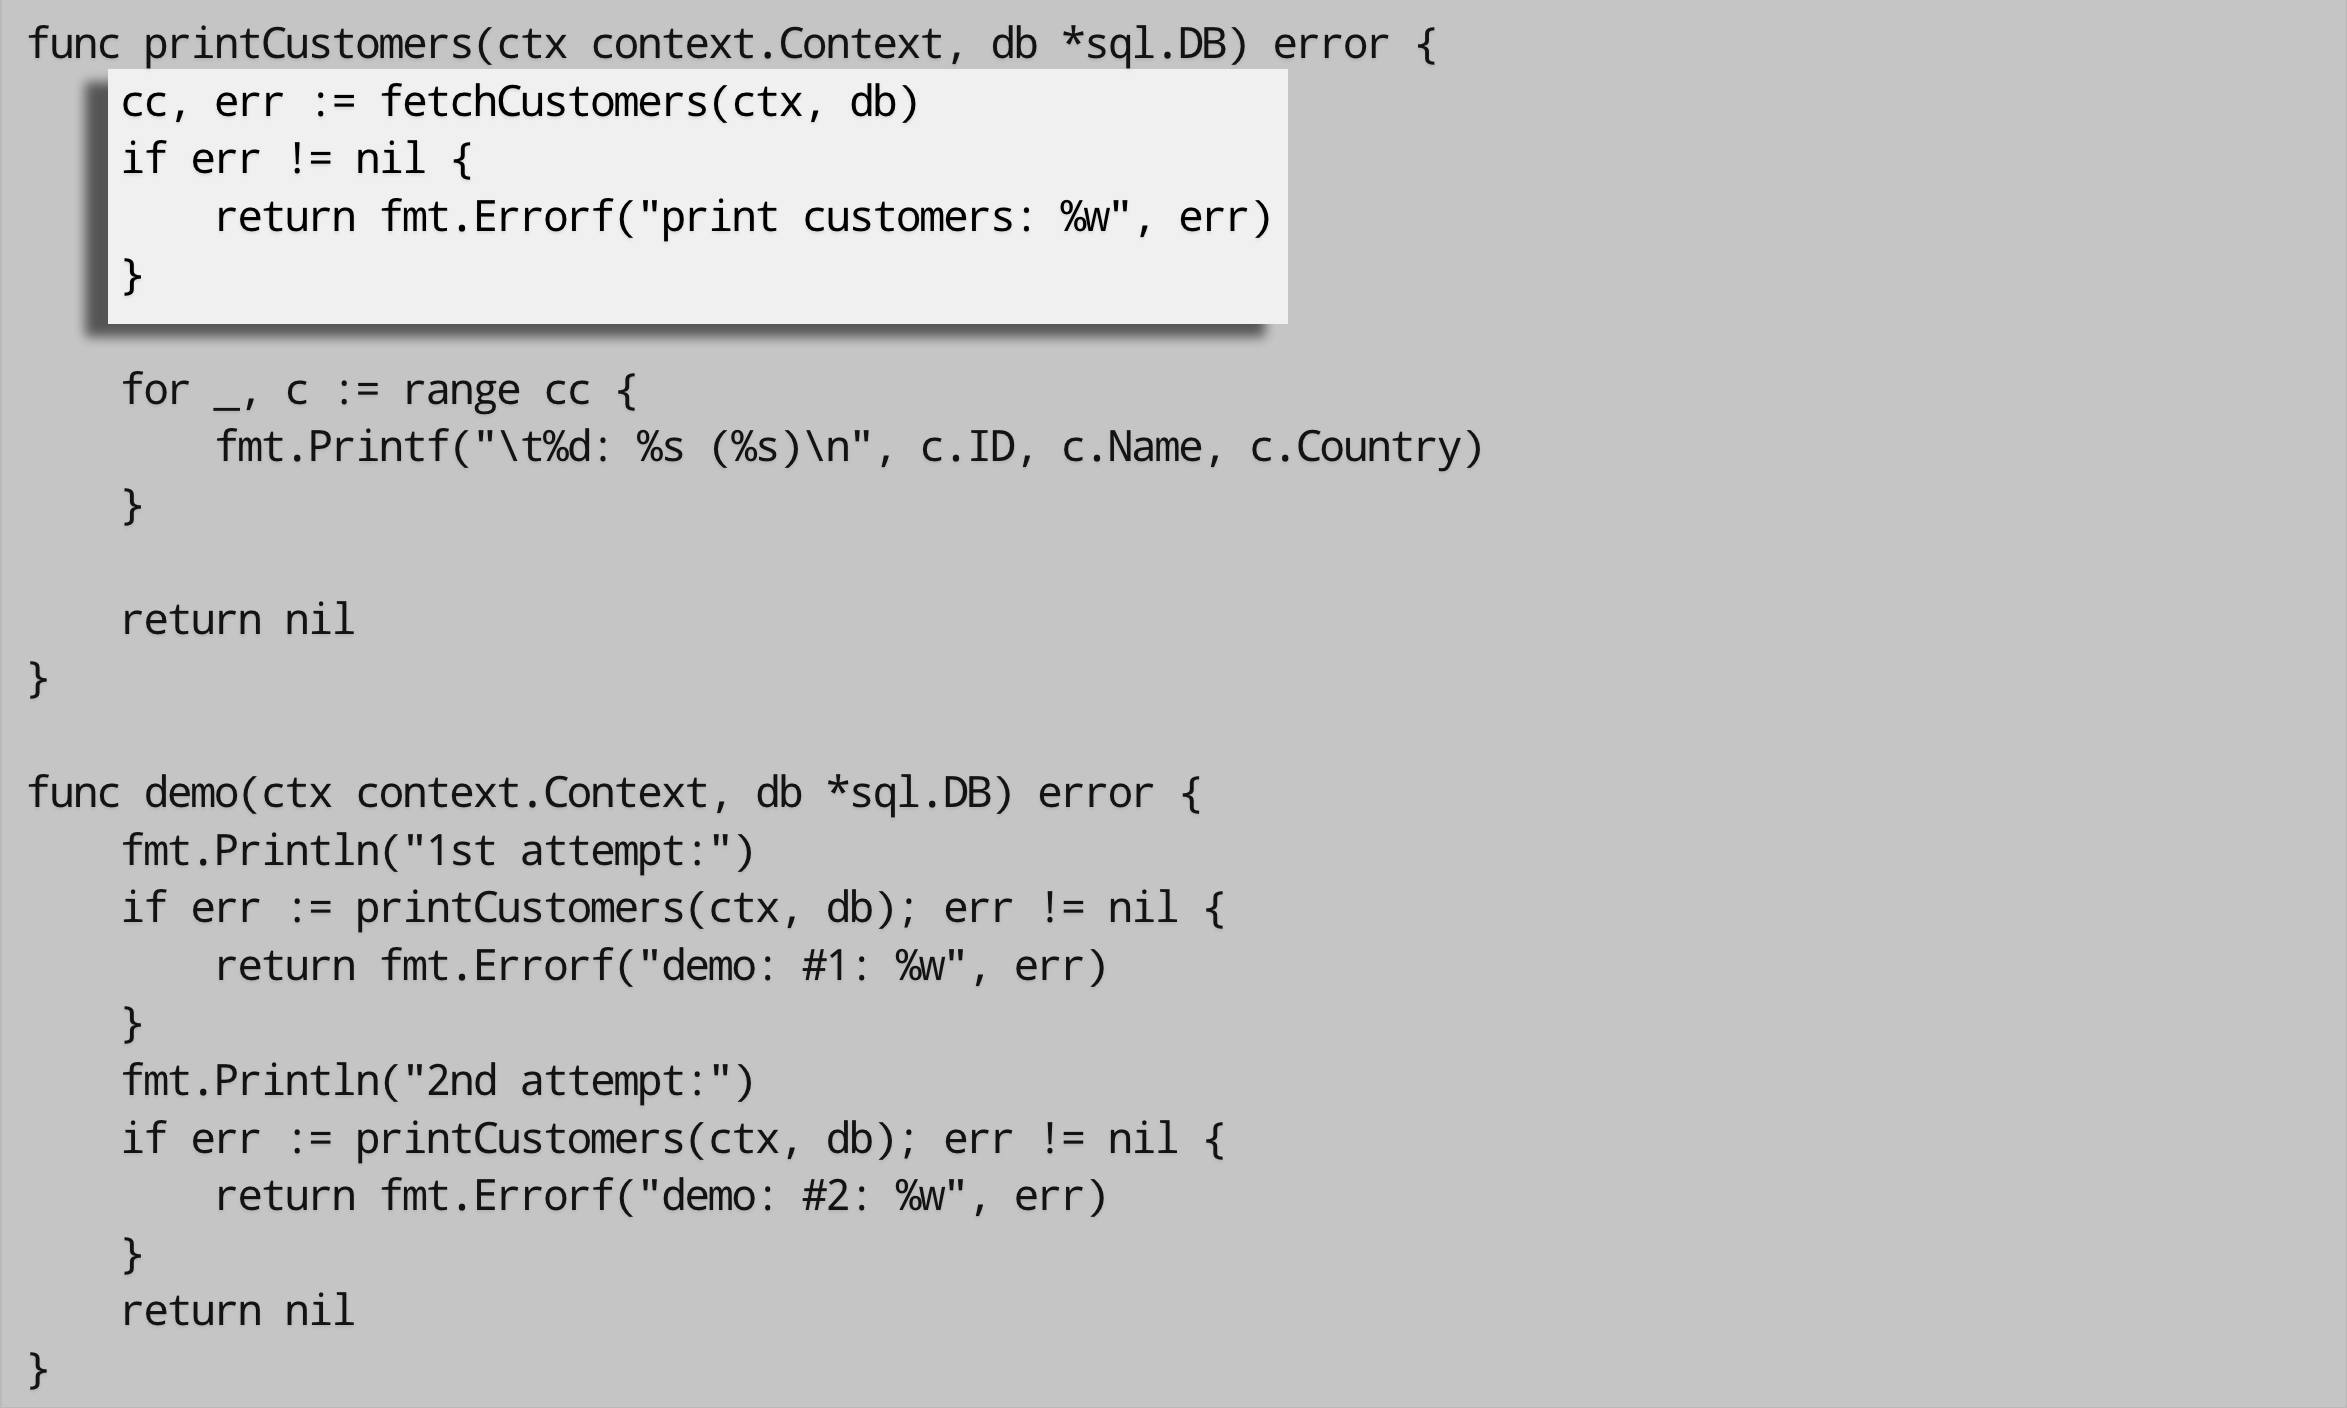 func printCustomers(ctx context.Context, db *sql.DB) error {
    cc, err := fetchCustomers(ctx, db)
    if err != nil {
        return fmt.Errorf("print customers: %w", err)
    }

    for _, c := range cc {
        fmt.Printf("\t%d: %s (%s)\n", c.ID, c.Name, c.Country)
    }

    return nil
}

func demo(ctx context.Context, db *sql.DB) error {
    fmt.Println("1st attempt:")
    if err := printCustomers(ctx, db); err != nil {
        return fmt.Errorf("demo: #1: %w", err)
    }
    fmt.Println("2nd attempt:")
    if err := printCustomers(ctx, db); err != nil {
        return fmt.Errorf("demo: #2: %w", err)
    }
    return nil
}